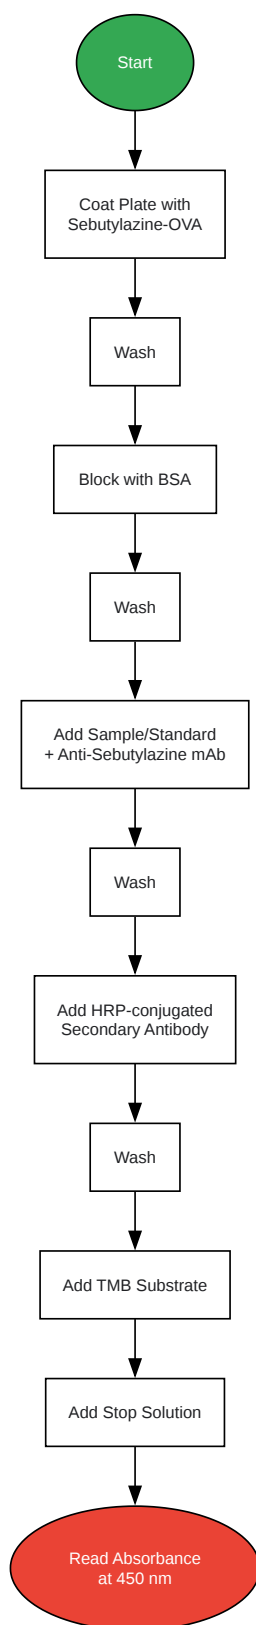 Start
Coat Plate with
Sebutylazine-OVA
Wash
Block with BSA
Wash
Add Sample/Standard
+ Anti-Sebutylazine mAb
Wash
Add HRP-conjugated
Secondary Antibody
Wash
Add TMB Substrate
Add Stop Solution
Read Absorbance
at 450 nm